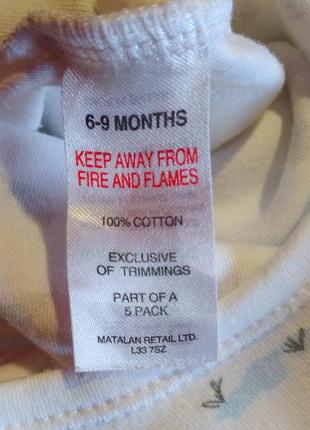 6-9 MONTHS
KEEP AWAY FROM
FIRE AND FLAMES
100% COTTON
EXCLUSIVE
OF TRIMMINGS
PART OF A
5 PACK
MATALAN RETAIL LTD.
L33 7SZ